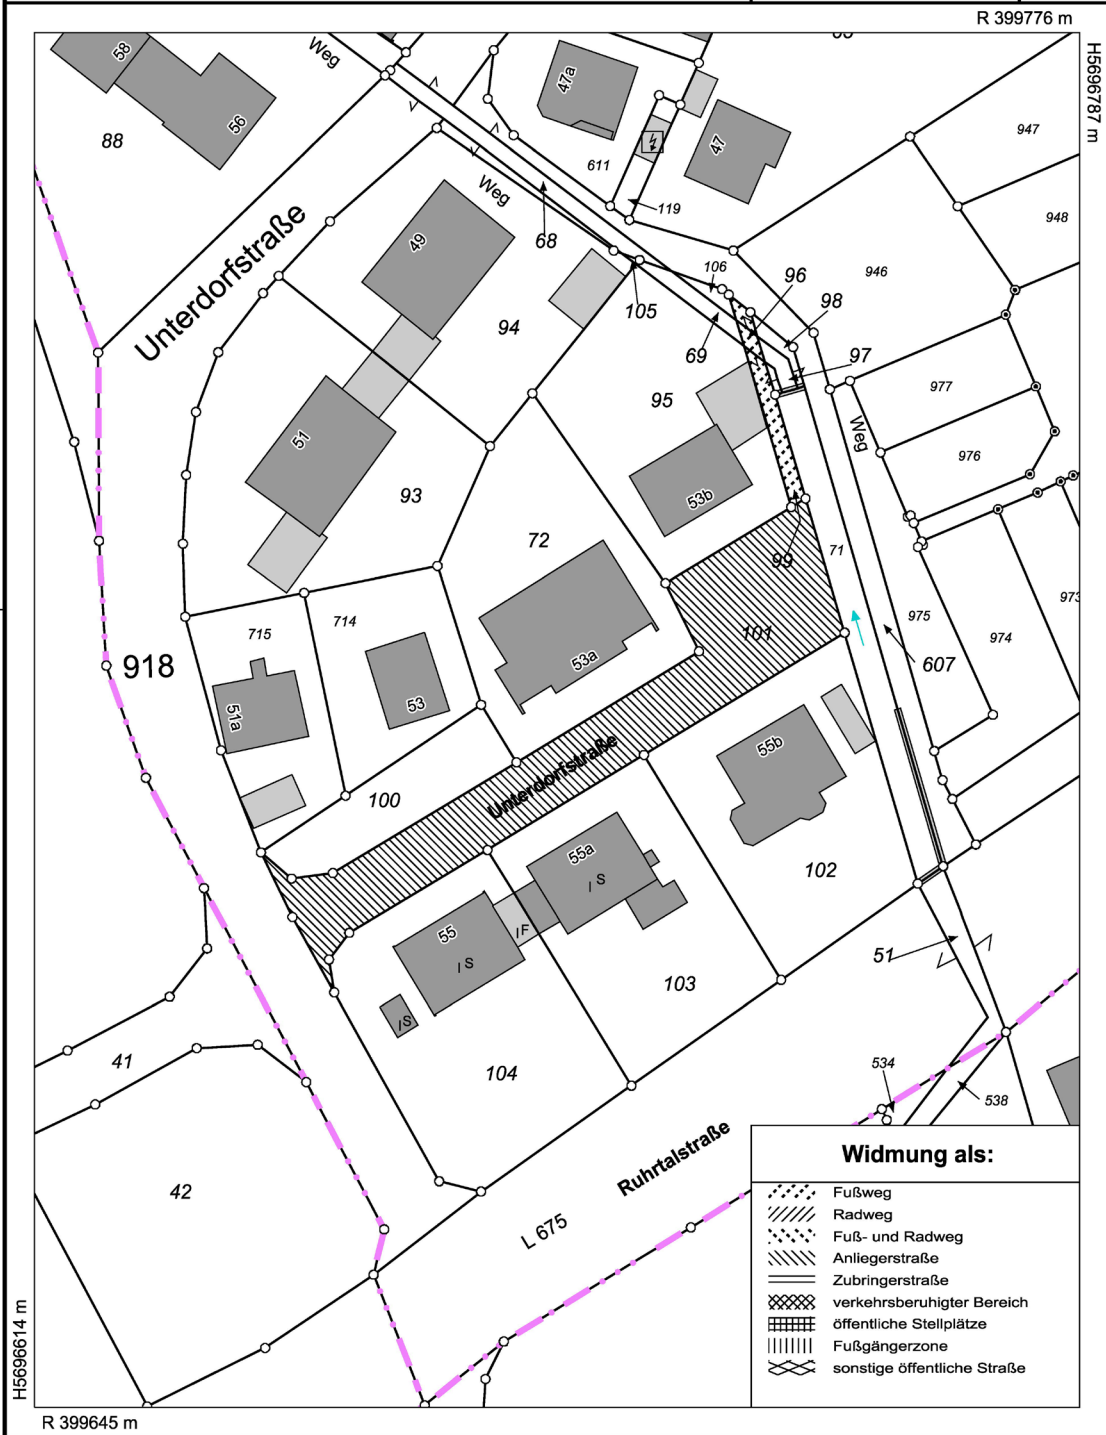 R 399776 m
H5696787 m
58
56
88
Weg
47a
47
611
119
947
948
946
Unterdorfstraße
49
Weg
68
94
105
106
96
98
69
97
977
976
95
Weg
51
93
72
53b
99
71
101
715
714
918
51a
53
53a
975
974
973
607
100
Unterdorfstraße
55b
55a
S
102
55
S
F
S
103
51
104
41
42
534
538
Ruhrtalstraße
L 675
Widmung als:
Fußweg
Radweg
Fuß- und Radweg
Anliegerstraße
Zubringerstraße
verkehrsberuhigter Bereich
öffentliche Stellplätze
Fußgängerzone
sonstige öffentliche Straße
H5696614 m
R 399645 m